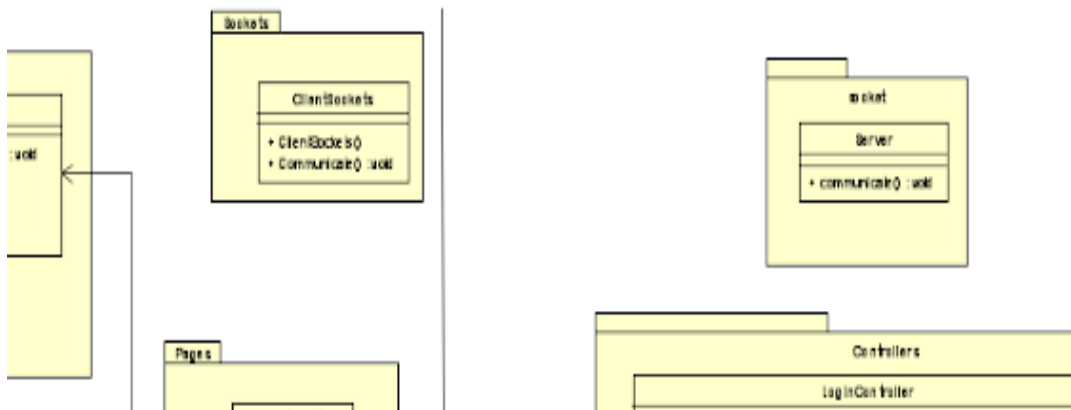 Sockets
ClientSockets
+ ClientSockets()
+ Communicate() : void
: void
socket
Server
+ communicate() : void
Pages
Controllers
LogInController